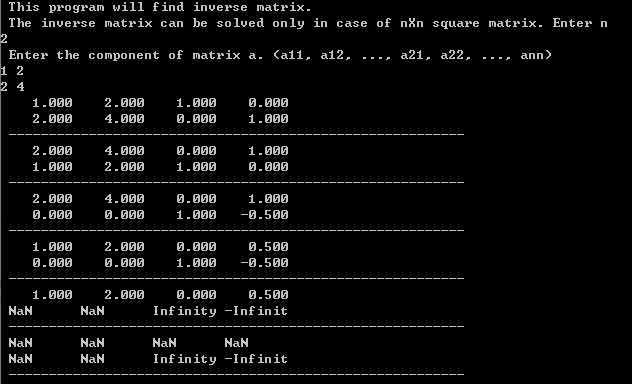 This program will find inverse matrix.
The inverse matrix can be solved only in case of nXn square matrix. Enter n
2
Enter the component of matrix a. (a11, a12, ..., a21, a22, ..., ann)
1 2
2 4
1.000 2.000 1.000 0.000
2.000 4.000 0.000 1.000
----------------------------------------------------------------
2.000 4.000 0.000 1.000
1.000 2.000 1.000 0.000
----------------------------------------------------------------
2.000 4.000 0.000 1.000
0.000 0.000 1.000 -0.500
----------------------------------------------------------------
1.000 2.000 0.000 0.500
0.000 0.000 1.000 -0.500
----------------------------------------------------------------
1.000 2.000 0.000 0.500
NaN NaN Infinity -Infinit
----------------------------------------------------------------
NaN NaN NaN NaN
NaN NaN Infinity -Infinit
----------------------------------------------------------------